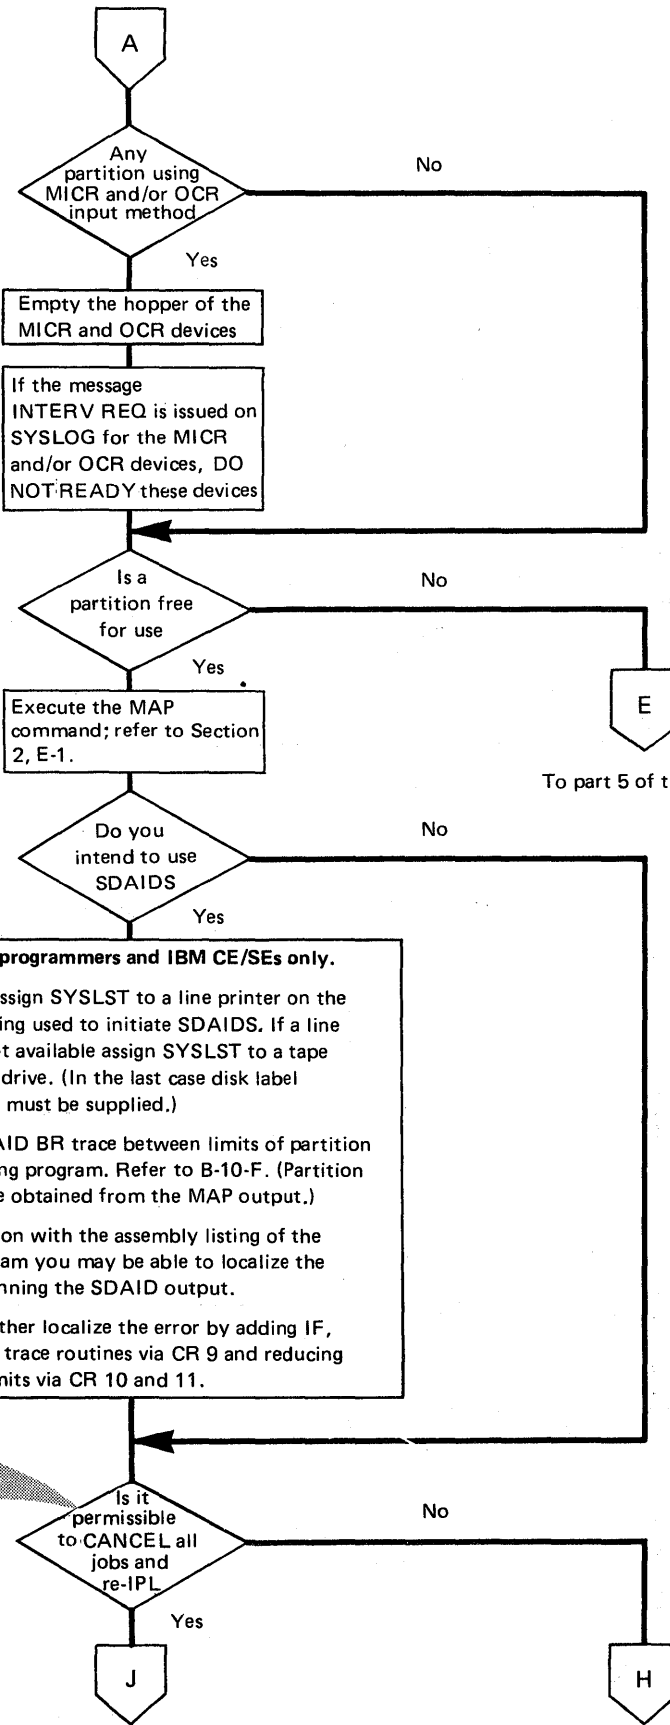 A
Any
partition using
MICR and/or OCR
input method
No
Yes
Empty the hopper of the
MICR and OCR devices
If the message
INTERV REQ is issued on
SYSLOG for the MICR
and/or OCR devices, DO
NOT READY these devices
Is a
partition free
for use
No
Yes
E
Execute the MAP
command; refer to Section
2, E-1.
To part 5 of t
Do you
intend to use
SDAIDS
No
Yes
programmers and IBM CE/SEs only.
ssign SYSLST to a line printer on the
ing used to initiate SDAIDS. If a line
t available assign SYSLST to a tape
drive. (In the last case disk label
must be supplied.)
AID BR trace between limits of partition
ng program. Refer to B-10-F. (Partition
e obtained from the MAP output.)
on with the assembly listing of the
am you may be able to localize the
nning the SDAID output.
ther localize the error by adding IF,
trace routines via CR 9 and reducing
mits via CR 10 and 11.
Is it
permissible
to CANCEL all
jobs and
re-IPL
No
Yes
J
H